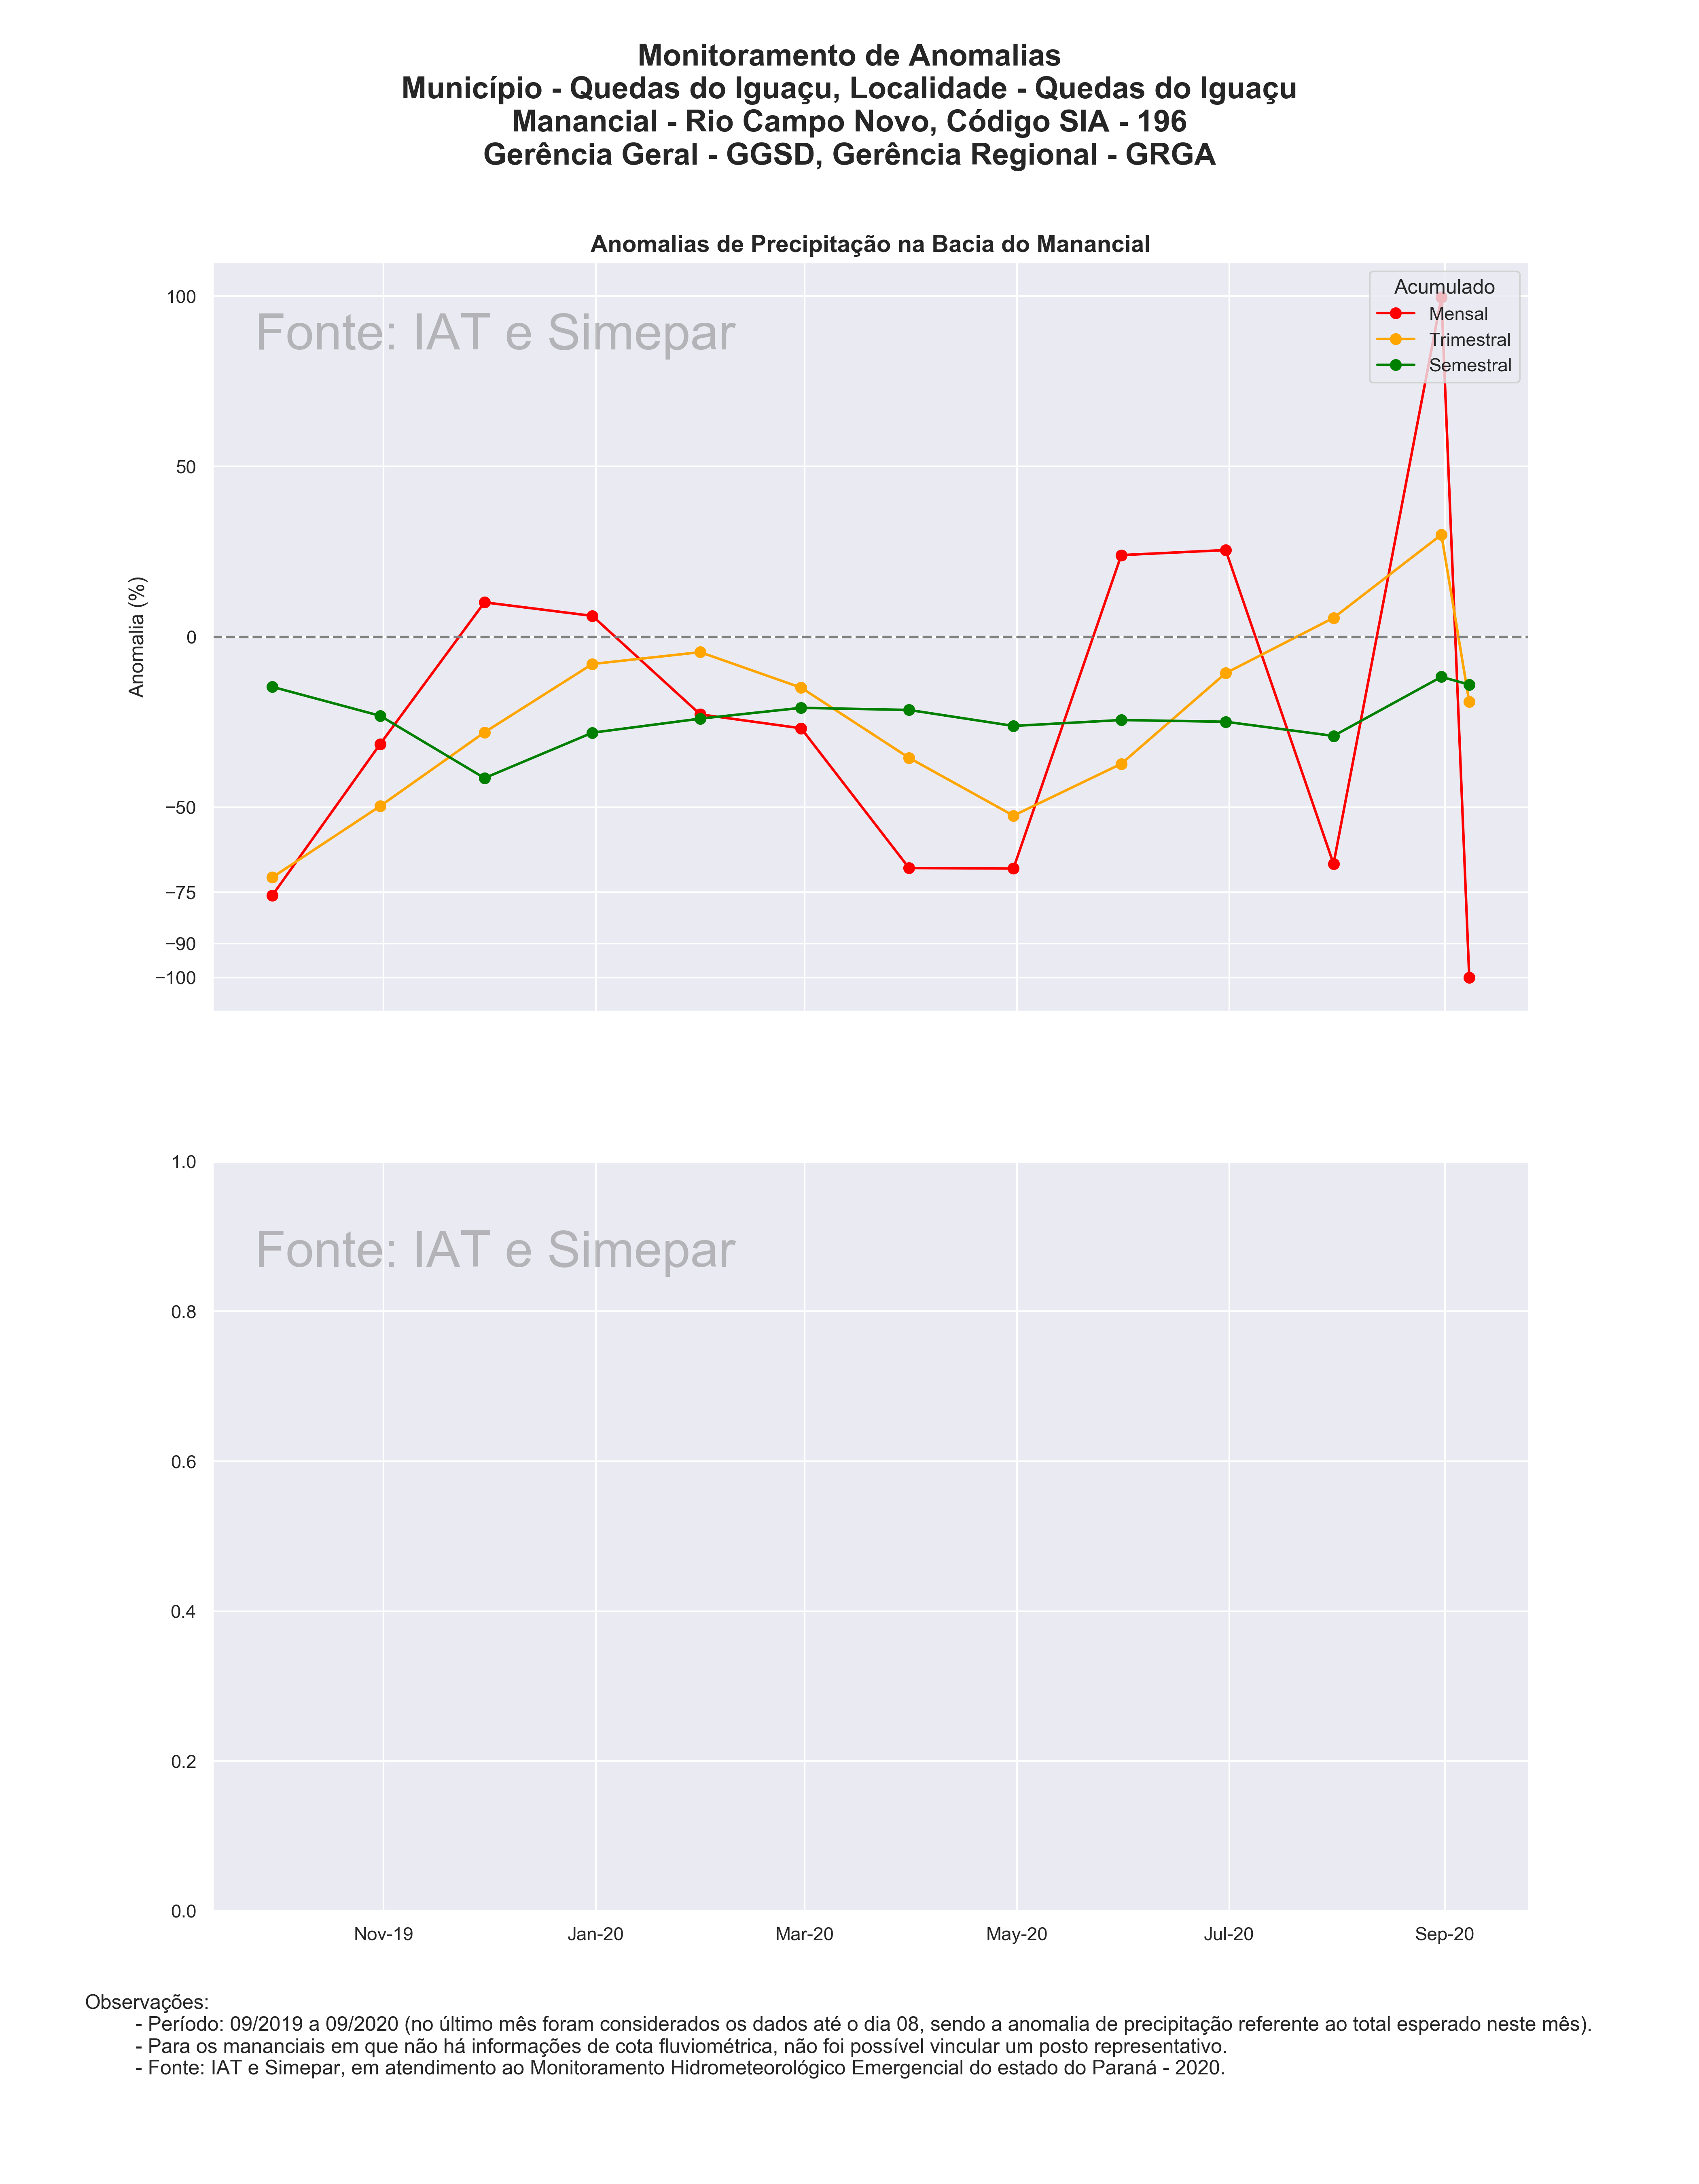 Monitoramento de Anomalias
Município - Quedas do Iguaçu, Localidade - Quedas do Iguaçu
Manancial - Rio Campo Novo, Código SIA - 196
Gerência Geral - GGSD, Gerência Regional - GRGA
Anomalias de Precipitação na Bacia do Manancial
Fonte: IAT e Simepar
Acumulado
Mensal
Trimestral
Semestral
Anomalia (%)
100
50
0
−50
−75
−90
−100
Fonte: IAT e Simepar
1.0
0.8
0.6
0.4
0.2
0.0
Nov-19 Jan-20 Mar-20 May-20 Jul-20 Sep-20
Observações:
- Período: 09/2019 a 09/2020 (no último mês foram considerados os dados até o dia 08, sendo a anomalia de precipitação referente ao total esperado neste mês).
- Para os mananciais em que não há informações de cota fluviométrica, não foi possível vincular um posto representativo.
- Fonte: IAT e Simepar, em atendimento ao Monitoramento Hidrometeorológico Emergencial do estado do Paraná - 2020.